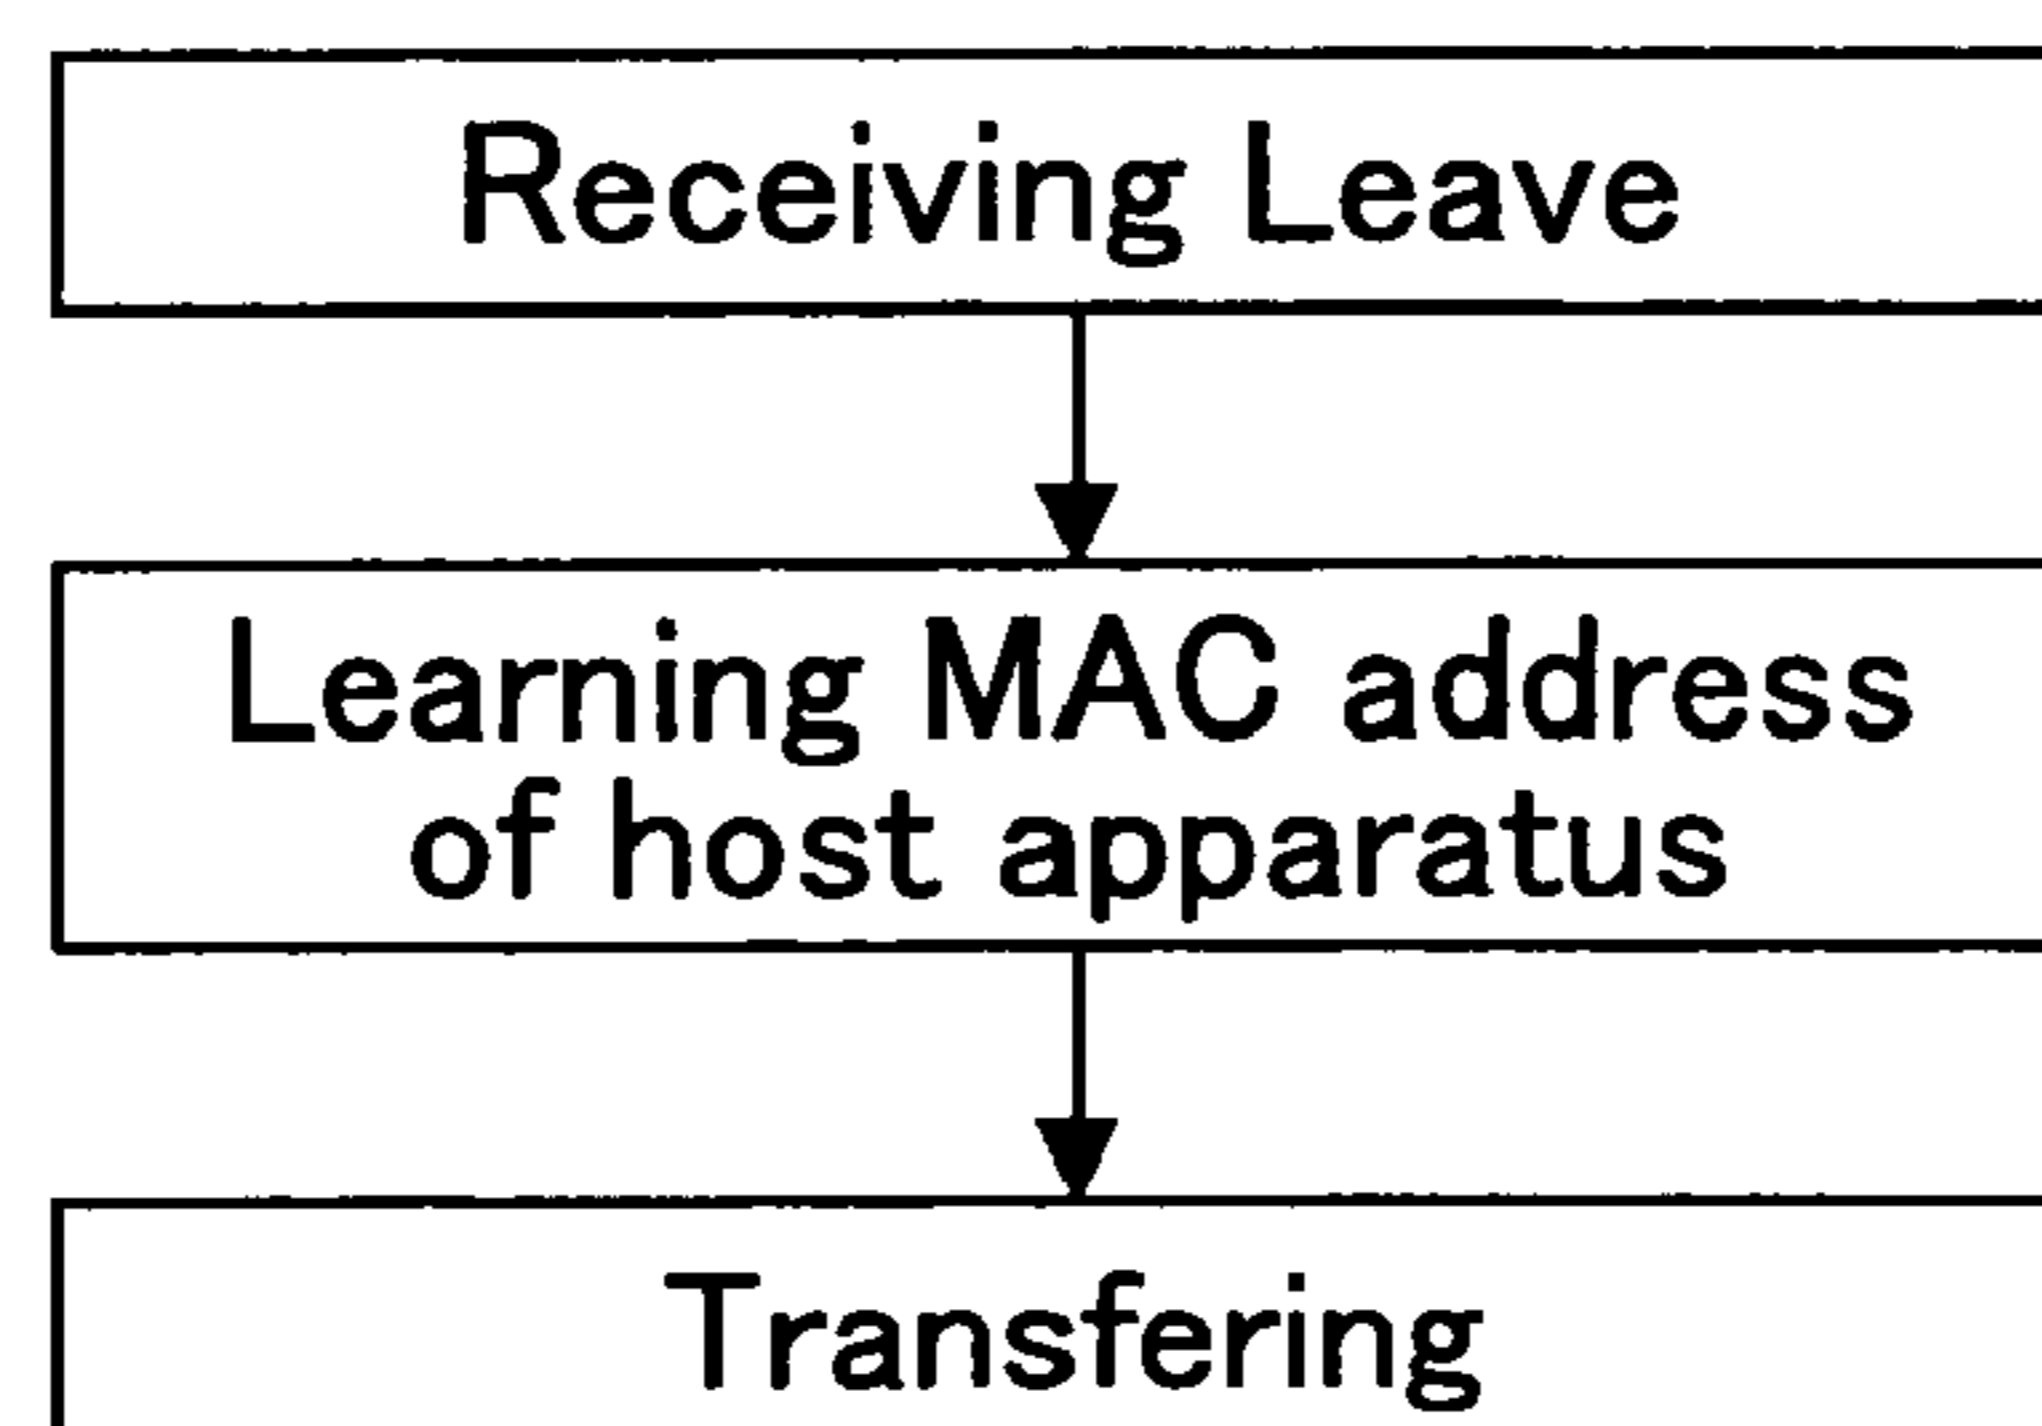 Receiving Leave
Learning MAC address
of host apparatus
Transfering